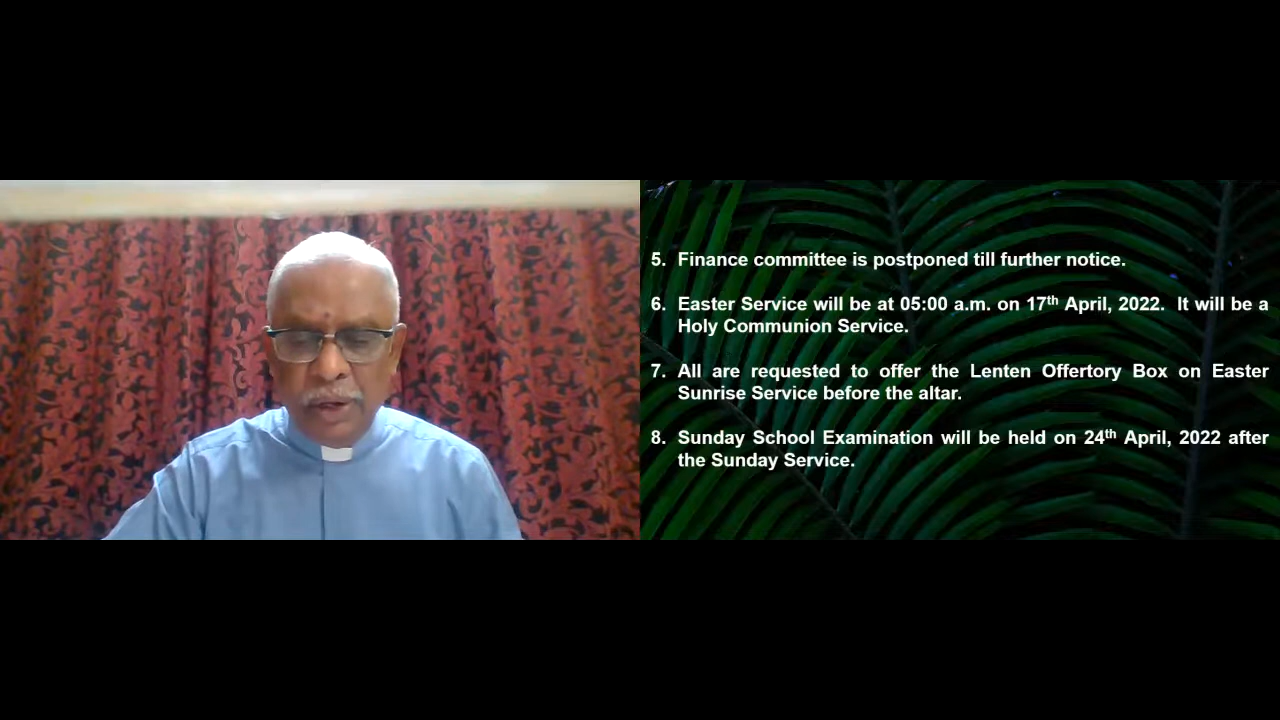 5. Finance committee is postponed till further notice.
6. Easter Service will be at 05:00 a.m. on 17th April, 2022. It will be a
Holy Communion Service.
7. All are requested to offer the Lenten Offertory Box on Easter
Sunrise Service before the altar.
8. Sunday School Examination will be held on 24th April, 2022 after
the Sunday Service.